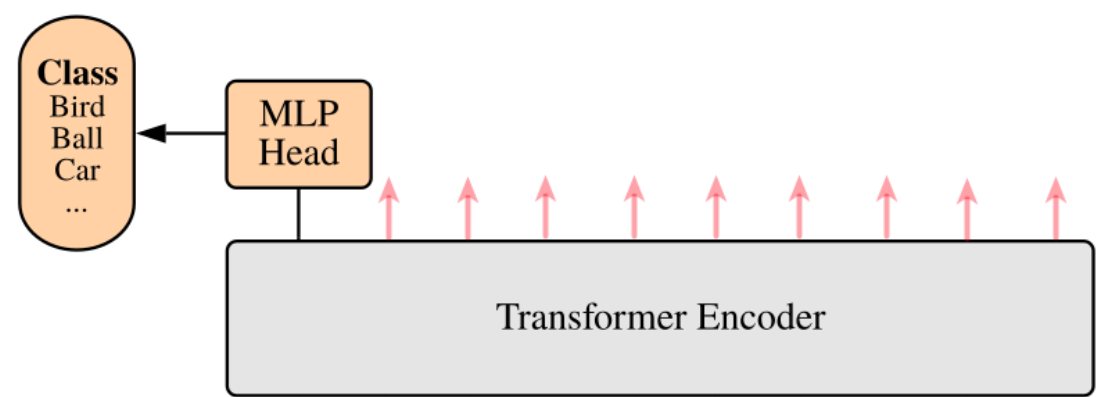 Class
Bird
Ball
Car
...
MLP
Head
Transformer Encoder